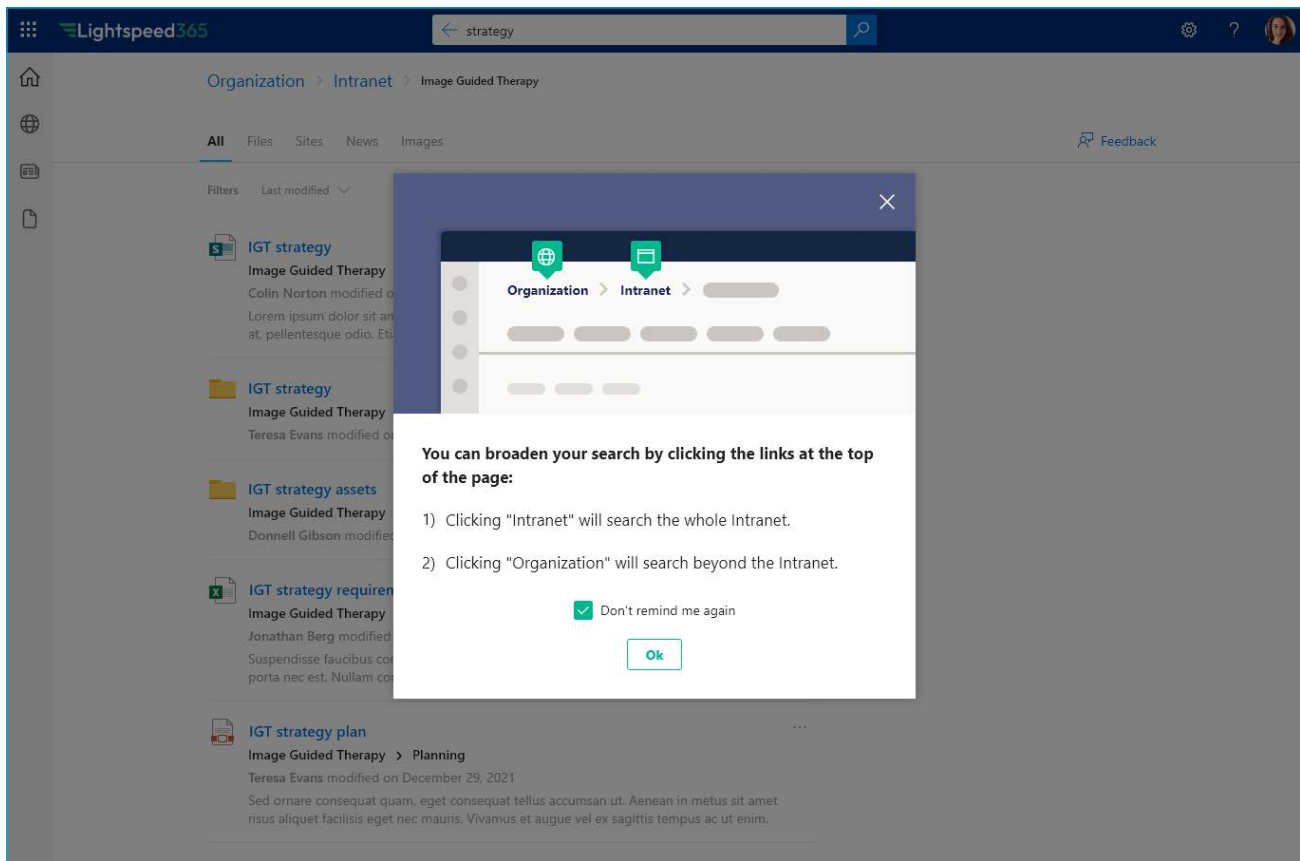 Lightspeed365
strategy
Organization > Intranet > Image Guided Therapy
All Files Sites News Images
Feedback
Filters Last modified
IGT strategy
Image Guided Therapy
Colin Norton modified
Lorem ipsum dolor sit
at, pellentesque odio.
IGT strategy
Image Guided Therapy
Teresa Evans modified
IGT strategy assets
Image Guided Therapy
Donnell Gibson
IGT strategy
Image Guided Therapy
Jonathan Berg modified
Suspendisse faucibus
porta nec est. Nullam
IGT strategy plan
...
Image Guided Therapy > Planning
Teresa Evans modified on December 29, 2021
Sed ornare consequat quam, eget consequat tellus accumsan ut. Aenean in metus sit amet
risus aliquet facilisis eget nec mauris. Vivamus et augue vel ex sagittis tempus ac ut enim.
Organization > Intranet >
You can broaden your search by clicking the links at the top
of the page:
1) Clicking "Intranet" will search the whole Intranet.
2) Clicking "Organization" will search beyond the Intranet.
Don't remind me again
Ok